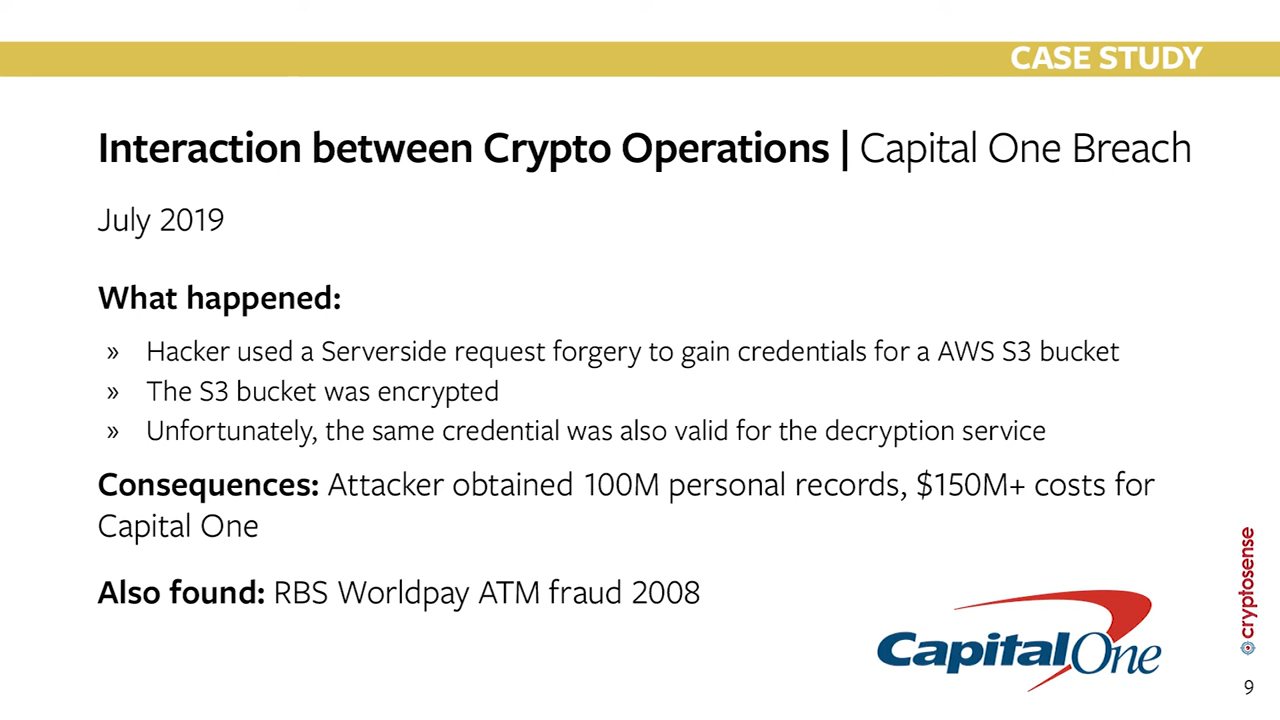 CASE STUDY
Interaction between Crypto Operations | Capital One Breach
July 2019
What happened:
» Hacker used a Serverside request forgery to gain credentials for a AWS S3 bucket
» The S3 bucket was encrypted
» Unfortunately, the same credential was also valid for the decryption service
Consequences: Attacker obtained 100M personal records, $150M+ costs for
Capital One
Also found: RBS Worldpay ATM fraud 2008
CapitalOne
cryptosense
9